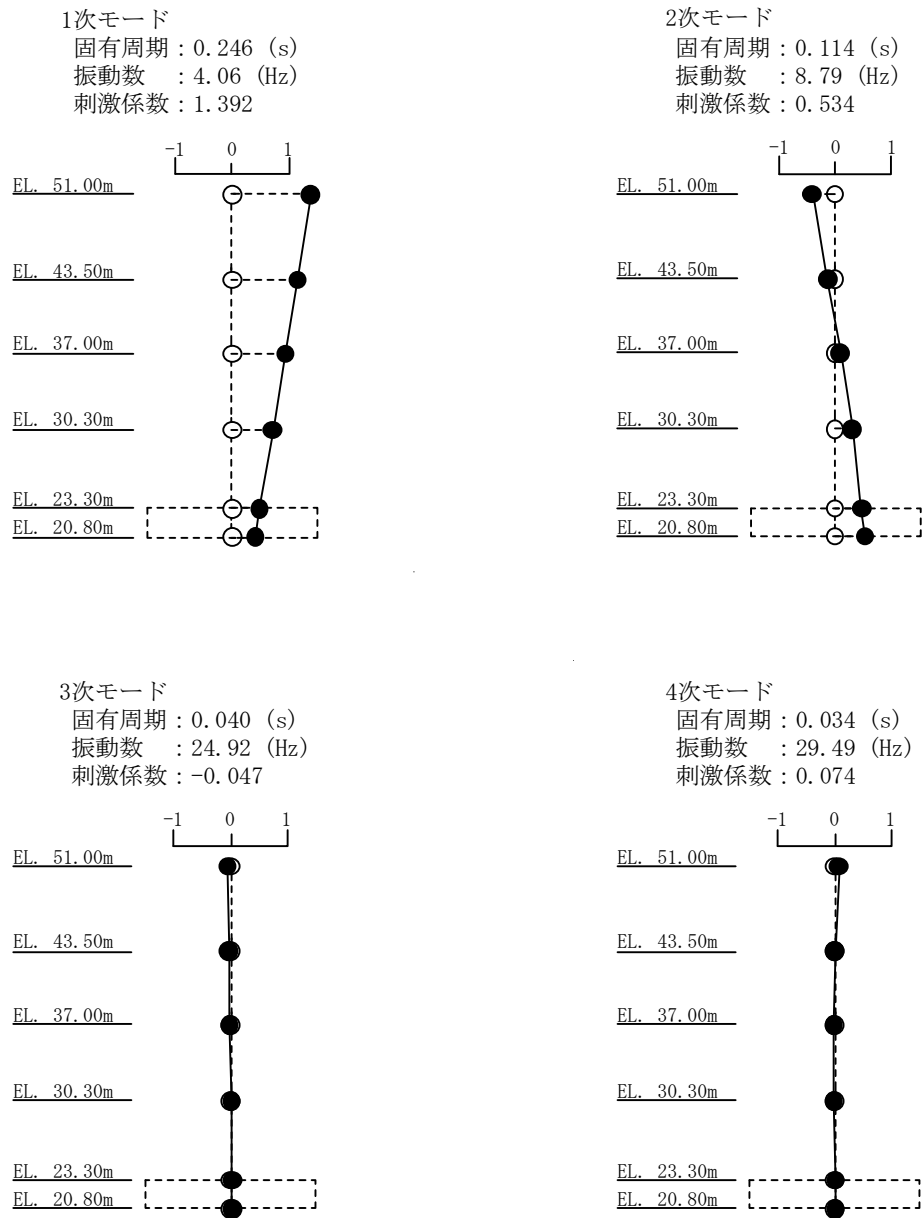 1次モード
固有周期：0.246 (s)
振動数　：4.06 (Hz)
刺激係数：1.392
-1 0 1
EL. 51.00m
EL. 43.50m
EL. 37.00m
EL. 30.30m
EL. 23.30m
EL. 20.80m
2次モード
固有周期：0.114 (s)
振動数　：8.79 (Hz)
刺激係数：0.534
-1 0 1
EL. 51.00m
EL. 43.50m
EL. 37.00m
EL. 30.30m
EL. 23.30m
EL. 20.80m
3次モード
固有周期：0.040 (s)
振動数　：24.92 (Hz)
刺激係数：-0.047
-1 0 1
EL. 51.00m
EL. 43.50m
EL. 37.00m
EL. 30.30m
EL. 23.30m
EL. 20.80m
4次モード
固有周期：0.034 (s)
振動数　：29.49 (Hz)
刺激係数：0.074
-1 0 1
EL. 51.00m
EL. 43.50m
EL. 37.00m
EL. 30.30m
EL. 23.30m
EL. 20.80m